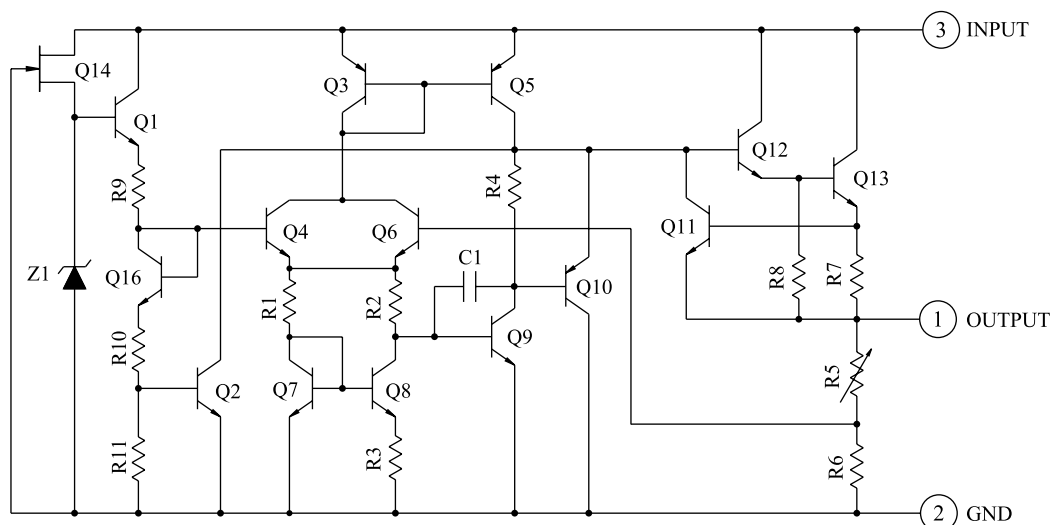 3 INPUT
Q14
Q3
Q5
Q1
Q12
Q13
R9
R4
Q4
Q6
Q11
Z1
Q16
C1
R8
R7
R1
R2
Q10
1 OUTPUT
R10
Q9
R5
Q2
Q7
Q8
R11
R3
R6
2 GND